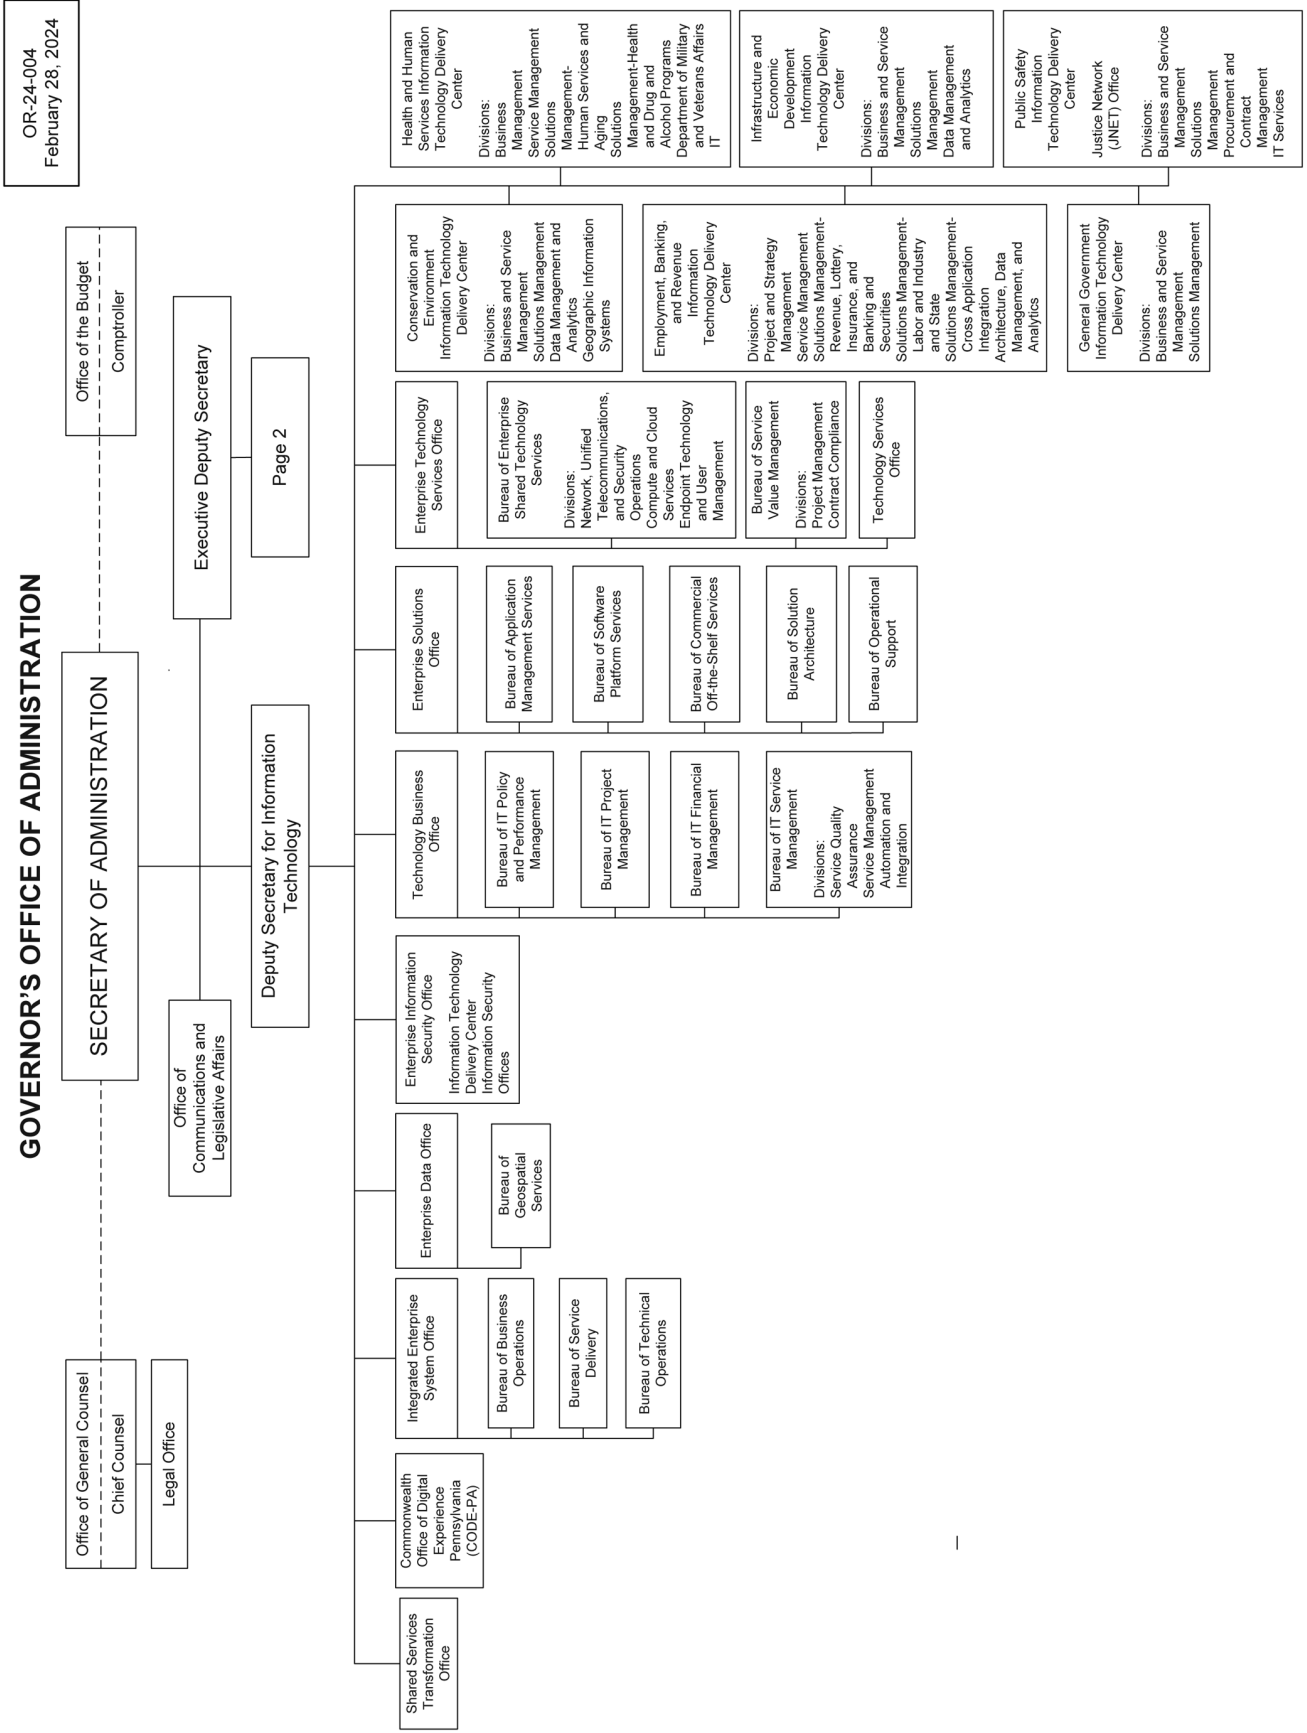 OR-24-004
February 28, 2024
GOVERNOR'S OFFICE OF ADMINISTRATION
Office of General Counsel
Chief Counsel
Legal Office
SECRETARY OF ADMINISTRATION
Office of the Budget
Comptroller
Office of
Communications and
Legislative Affairs
Executive Deputy Secretary
Page 2
Deputy Secretary for Information
Technology
Shared Services
Transformation
Office
Commonwealth
Office of Digital
Experience
Pennsylvania
(CODE-PA)
Integrated Enterprise
System Office
Bureau of Business
Operations
Bureau of Service
Delivery
Bureau of Technical
Operations
Enterprise Data Office
Bureau of
Geospatial
Services
Enterprise Information
Security Office
Information Technology
Delivery Center
Information Security
Offices
Technology Business
Office
Bureau of IT Policy
and Performance
Management
Bureau of IT Project
Management
Bureau of IT Financial
Management
Bureau of IT Service
Management
Divisions:
Service Quality
Assurance
Service Management
Automation and
Integration
Enterprise Solutions
Office
Bureau of Application
Management Services
Bureau of Software
Platform Services
Bureau of Commercial
Off-the-Shelf Services
Bureau of Solution
Architecture
Bureau of Operational
Support
Enterprise Technology
Services Office
Bureau of Enterprise
Shared Technology
Services
Divisions:
Network, Unified
Telecommunications,
and Security
Operations
Compute and Cloud
Services
Endpoint Technology
and User
Management
Bureau of Service
Value Management
Divisions:
Project Management
Contract Compliance
Technology Services
Office
Conservation and
Environment
Information Technology
Delivery Center
Divisions:
Business and Service
Management
Solutions Management
Data Management and
Analytics
Geographic Information
Systems
Employment, Banking,
and Revenue
Information
Technology Delivery
Center
Divisions:
Project and Strategy
Management
Service Management
Solutions Management-
Revenue, Lottery,
Insurance, and
Banking and
Securities
Solutions Management-
Labor and Industry
and State
Solutions Management-
Cross Application
Integration
Architecture, Data
Management, and
Analytics
General Government
Information Technology
Delivery Center
Divisions:
Business and Service
Management
Solutions Management
Health and Human
Services Information
Technology Delivery
Center
Divisions:
Business
Management
Service Management
Solutions
Management-
Human Services and
Aging
Solutions
Management-Health
and Drug and
Alcohol Programs
Department of Military
and Veterans Affairs
IT
Infrastructure and
Economic
Development
Information
Technology Delivery
Center
Divisions:
Business and Service
Management
Solutions
Management
Data Management
and Analytics
Public Safety
Information
Technology Delivery
Center
Justice Network
(JNET) Office
Divisions:
Business and Service
Management
Solutions
Management
Procurement and
Contract
Management
IT Services